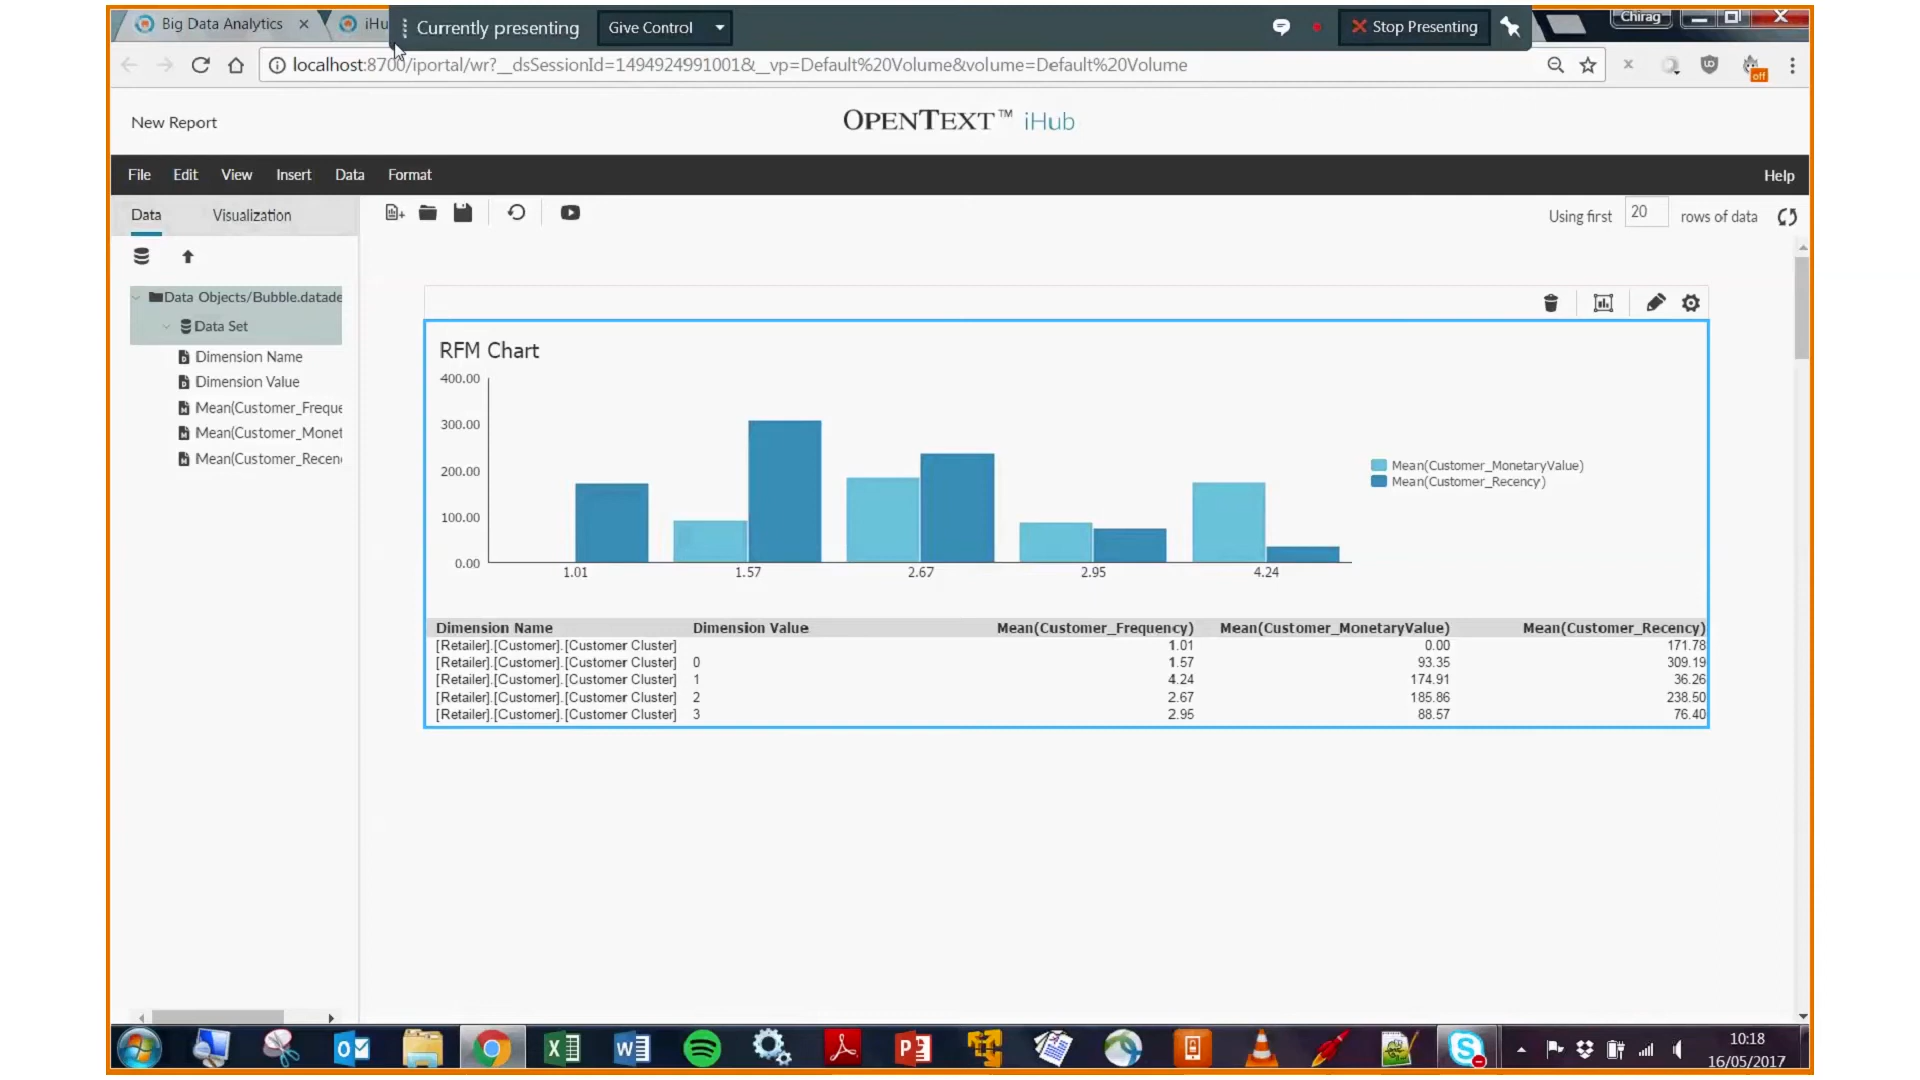 Big Data Analytics
iHu
Currently presenting
Give Control
Stop Presenting
Chirag
localhost:8700/iportal/wr?__dsSessionId=1494924991001&__vp=Default%20Volume&volume=Default%20Volume
off
New Report
OPENTEXT™ iHub
File Edit View Insert Data Format Help
Data Visualization
Using first 20 rows of data
Data Objects/Bubble.datade
Data Set
Dimension Name
Dimension Value
Mean(Customer_Freque
Mean(Customer_Monet
Mean(Customer_Recen
RFM Chart
400.00
300.00
200.00
100.00
0.00
1.01 1.57 2.67 2.95 4.24
Mean(Customer_MonetaryValue)
Mean(Customer_Recency)
Dimension Name Dimension Value Mean(Customer_Frequency) Mean(Customer_MonetaryValue) Mean(Customer_Recency)
[Retailer].[Customer].[Customer Cluster] 1.01 0.00 171.78
[Retailer].[Customer].[Customer Cluster] 0 1.57 93.35 309.19
[Retailer].[Customer].[Customer Cluster] 1 4.24 174.91 36.26
[Retailer].[Customer].[Customer Cluster] 2 2.67 185.86 238.50
[Retailer].[Customer].[Customer Cluster] 3 2.95 88.57 76.40
10:18
16/05/2017